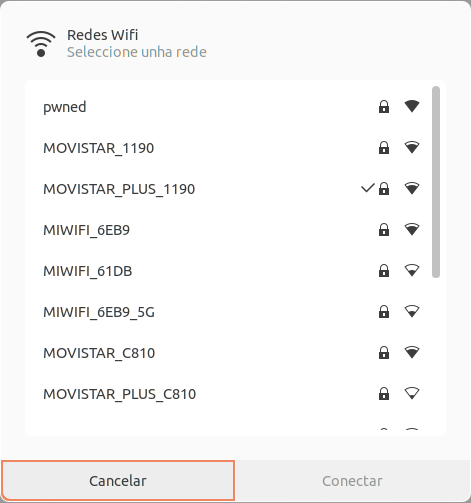 Redes Wifi
Seleccione unha rede
pwned
MOVISTAR_1190
MOVISTAR_PLUS_1190
MIWIFI_6EB9
MIWIFI_61DB
MIWIFI_6EB9_5G
MOVISTAR_C810
MOVISTAR_PLUS_C810
Cancelar
Conectar